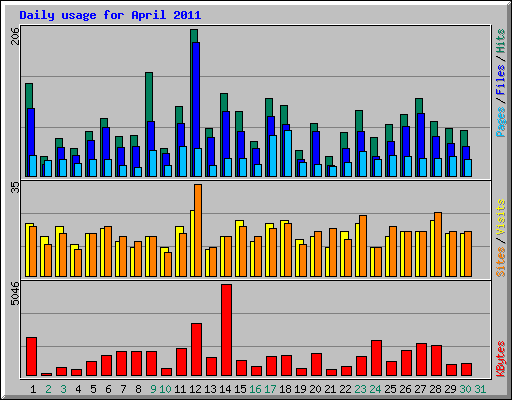 Daily usage for April 2011
206
35
5046
Pages / Files / Hits
Sites / Visits
KBytes
1 2 3 4 5 6 7 8 9 10 11 12 13 14 15 16 17 18 19 20 21 22 23 24 25 26 27 28 29 30 31